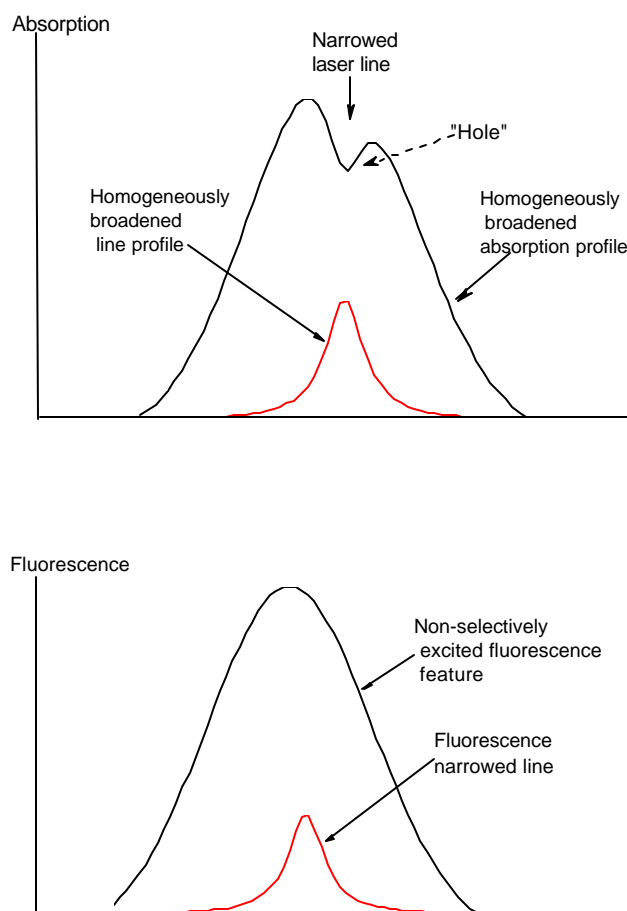 Absorption
Narrowed
laser line
"Hole"
Homogeneously
broadened
line profile
Homogeneously
broadened
absorption profile
Fluorescence
Non-selectively
excited fluorescence
feature
Fluorescence
narrowed line